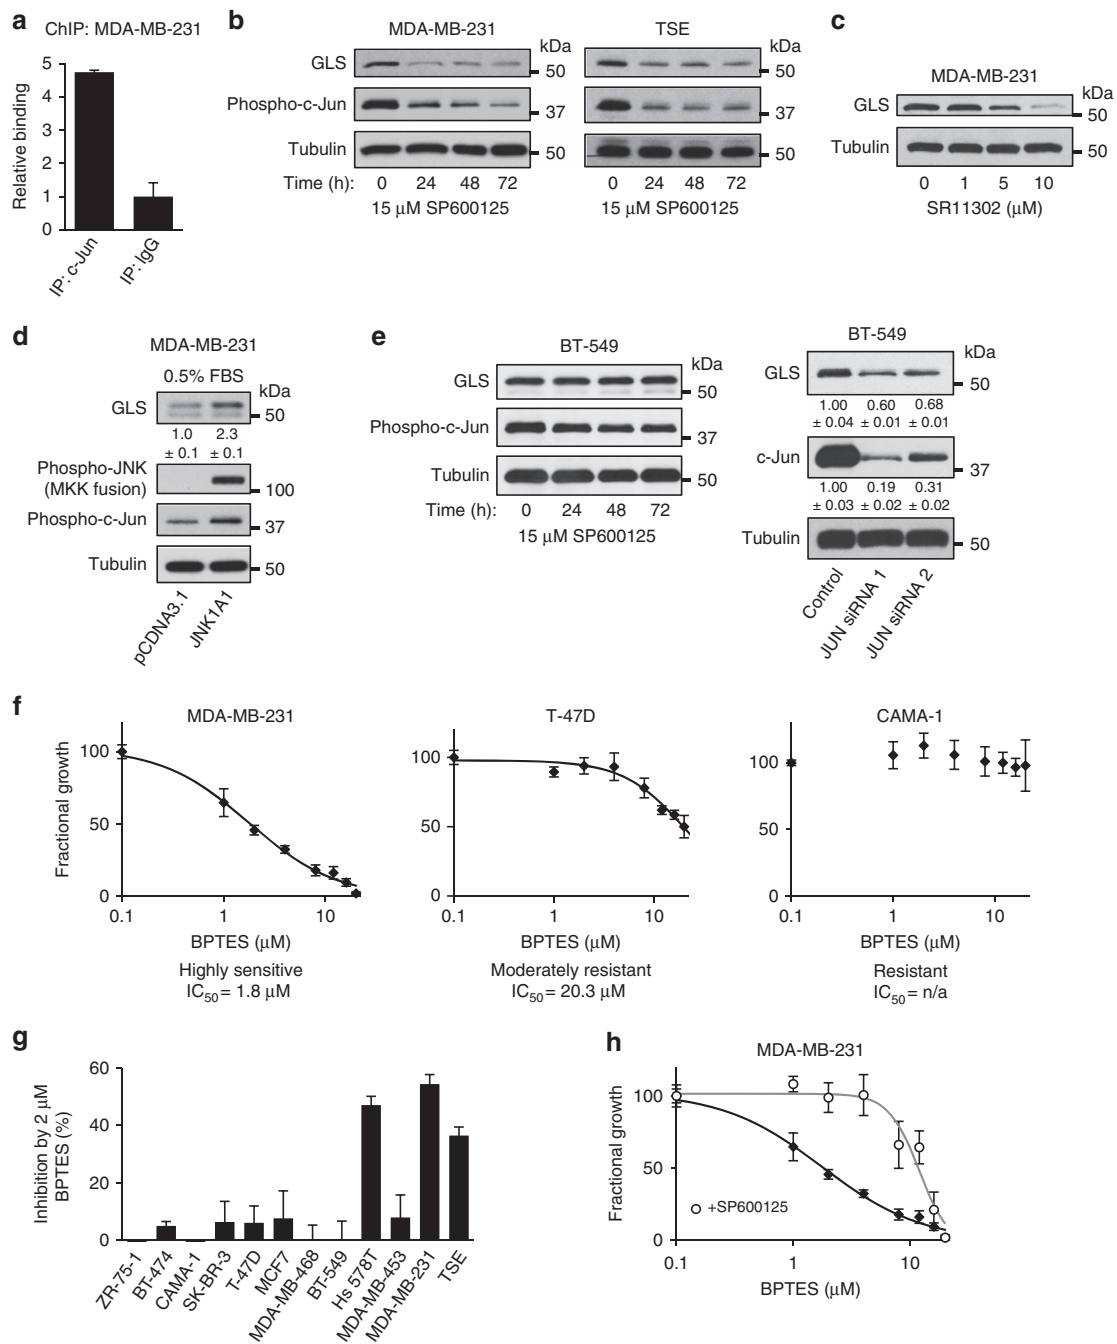 a
ChIP: MDA-MB-231
Relative binding
5
4
3
2
1
0
IP: c-Jun
IP: IgG
b
MDA-MB-231
TSE
kDa
kDa
GLS
50
50
Phospho-c-Jun
37
37
Tubulin
50
50
Time (h): 0 24 48 72
0 24 48 72
15 μM SP600125
15 μM SP600125
c
MDA-MB-231
kDa
GLS
50
Tubulin
50
0 1 5 10
SR11302 (μM)
d
MDA-MB-231
0.5% FBS
kDa
GLS
50
1.0 2.3
± 0.1 ± 0.1
Phospho-JNK
(MKK fusion)
100
Phospho-c-Jun
37
Tubulin
50
pCDNA3.1
JNK1A1
e
BT-549
kDa
GLS
50
Phospho-c-Jun
37
Tubulin
50
Time (h): 0 24 48 72
15 μM SP600125
BT-549
kDa
GLS
50
1.00 0.60 0.68
± 0.04 ± 0.01 ± 0.01
c-Jun
37
1.00 0.19 0.31
± 0.03 ± 0.02 ± 0.02
Tubulin
50
Control
JUN siRNA 1
JUN siRNA 2
f
MDA-MB-231
Fractional growth
100
50
0
0.1 1 10
BPTES (μM)
Highly sensitive
IC50 = 1.8 μM
T-47D
100
50
0
0.1 1 10
BPTES (μM)
Moderately resistant
IC50 = 20.3 μM
CAMA-1
100
50
0
0.1 1 10
BPTES (μM)
Resistant
IC50 = n/a
g
Inhibition by 2 μM
BPTES (%)
60
40
20
0
ZR-75-1
BT-474
CAMA-1
SK-BR-3
T-47D
MCF7
MDA-MB-468
BT-549
Hs 578T
MDA-MB-453
MDA-MB-231
TSE
h
MDA-MB-231
Fractional growth
100
50
0
+SP600125
0.1 1 10
BPTES (μM)